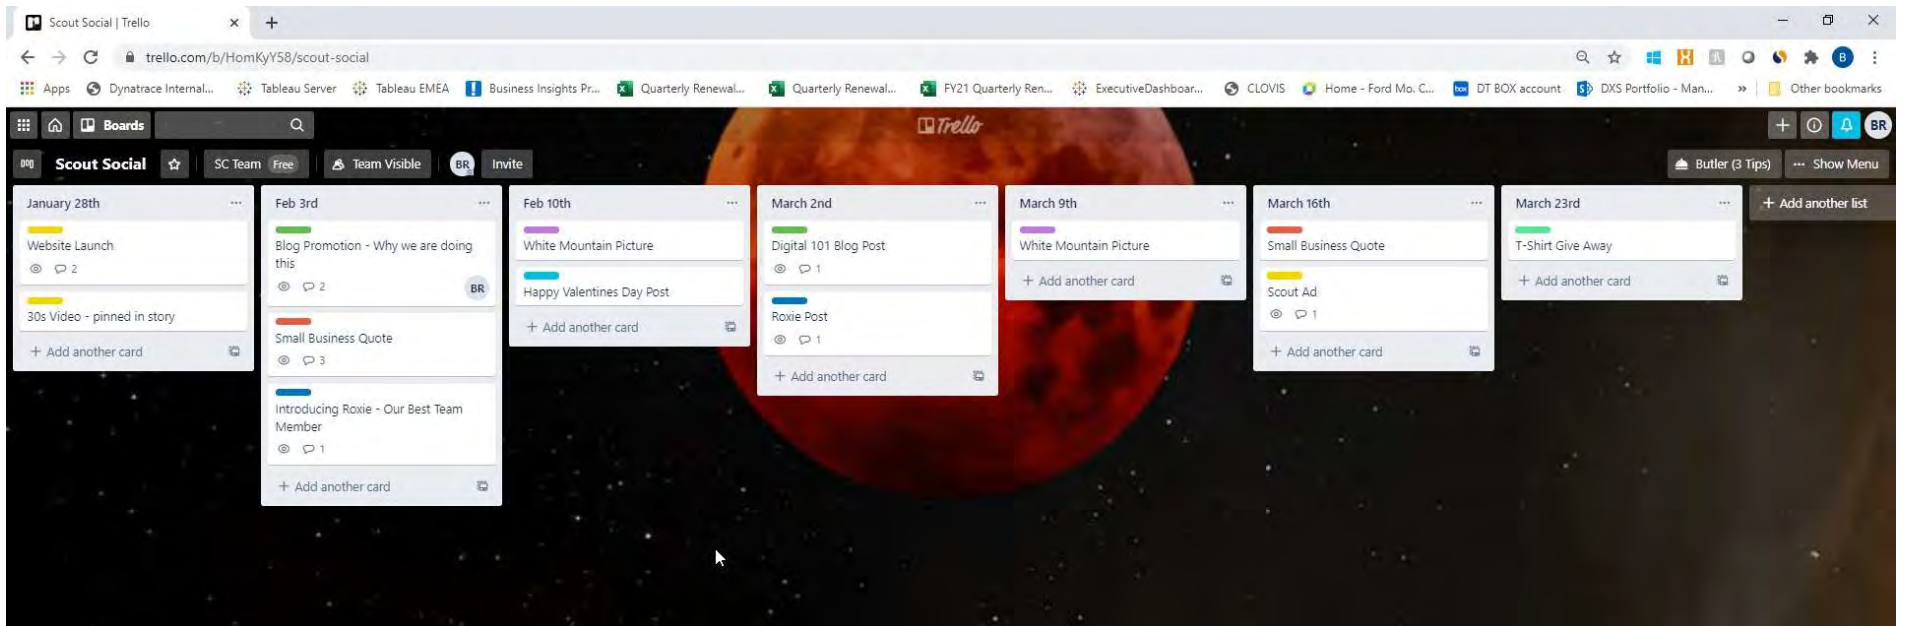 Scout Social | Trello
trello.com/b/HomKyY58/scout-social
B
Apps Dynatrace Internal... Tableau Server Tableau EMEA Business Insights Pr... Quarterly Renewal... Quarterly Renewal... FY21 Quarterly Ren... ExecutiveDashboar... CLOVIS Home - Ford Mo. C... DT BOX account DXS Portfolio - Man... » Other bookmarks
Boards
Trello
BR
Scout Social SC Team Free Team Visible BR Invite
Butler (3 Tips) ... Show Menu
January 28th
Website Launch
2
30s Video - pinned in story
+ Add another card
Feb 3rd
Blog Promotion - Why we are doing
this
2
BR
Small Business Quote
3
Introducing Roxie - Our Best Team
Member
1
+ Add another card
Feb 10th
White Mountain Picture
Happy Valentines Day Post
+ Add another card
March 2nd
Digital 101 Blog Post
1
Roxie Post
1
+ Add another card
March 9th
White Mountain Picture
+ Add another card
March 16th
Small Business Quote
Scout Ad
1
+ Add another card
March 23rd
T-Shirt Give Away
+ Add another card
+ Add another list